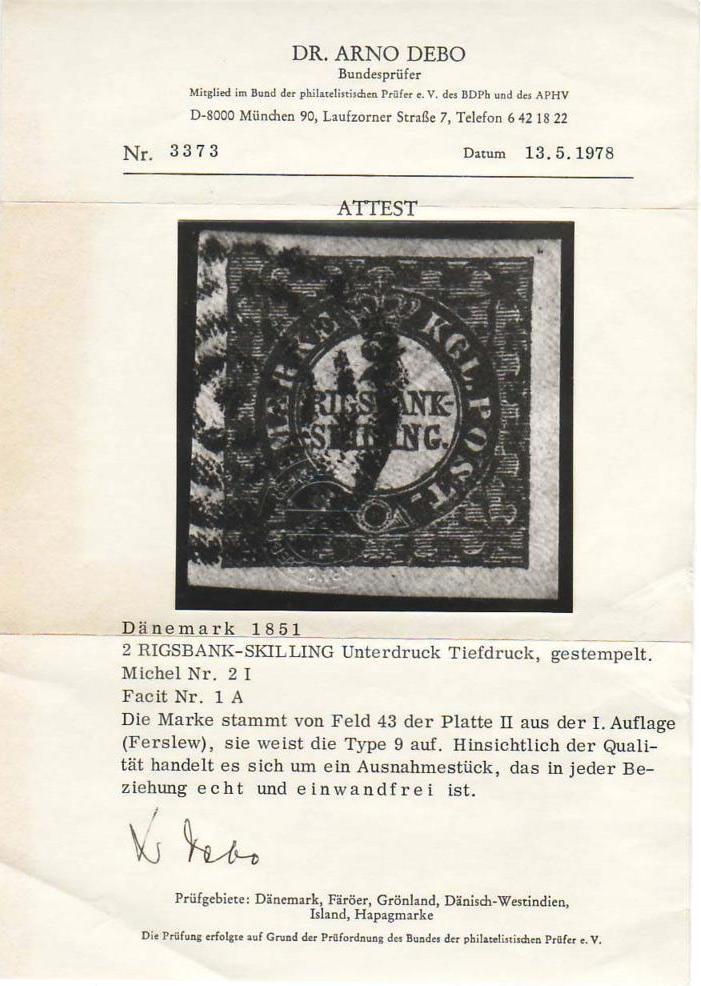 DR. ARNO DEBO
Bundesprüfer
Mitglied im Bund der philatelistischen Prüfer e. V. des BDPh und des APHV
D-8000 München 90, Laufzorner Straße 7, Telefon 6 42 18 22
Nr. 3373 Datum 13.5.1978
ATTEST
KGL. POST
RIGSBANK-
SKILLING.
Dänemark 1851
2 RIGSBANK-SKILLING Unterdruck Tiefdruck, gestempelt.
Michel Nr. 2 I
Facit Nr. 1 A
Die Marke stammt von Feld 43 der Platte II aus der I. Auflage
(Ferslew), sie weist die Type 9 auf. Hinsichtlich der Quali-
tät handelt es sich um ein Ausnahmestück, das in jeder Be-
ziehung echt und einwandfrei ist.
Dr Debo
Prüfgebiete: Dänemark, Färöer, Grönland, Dänisch-Westindien,
Island, Hapagmarke
Die Prüfung erfolgte auf Grund der Prüfordnung des Bundes der philatelistischen Prüfer e. V.